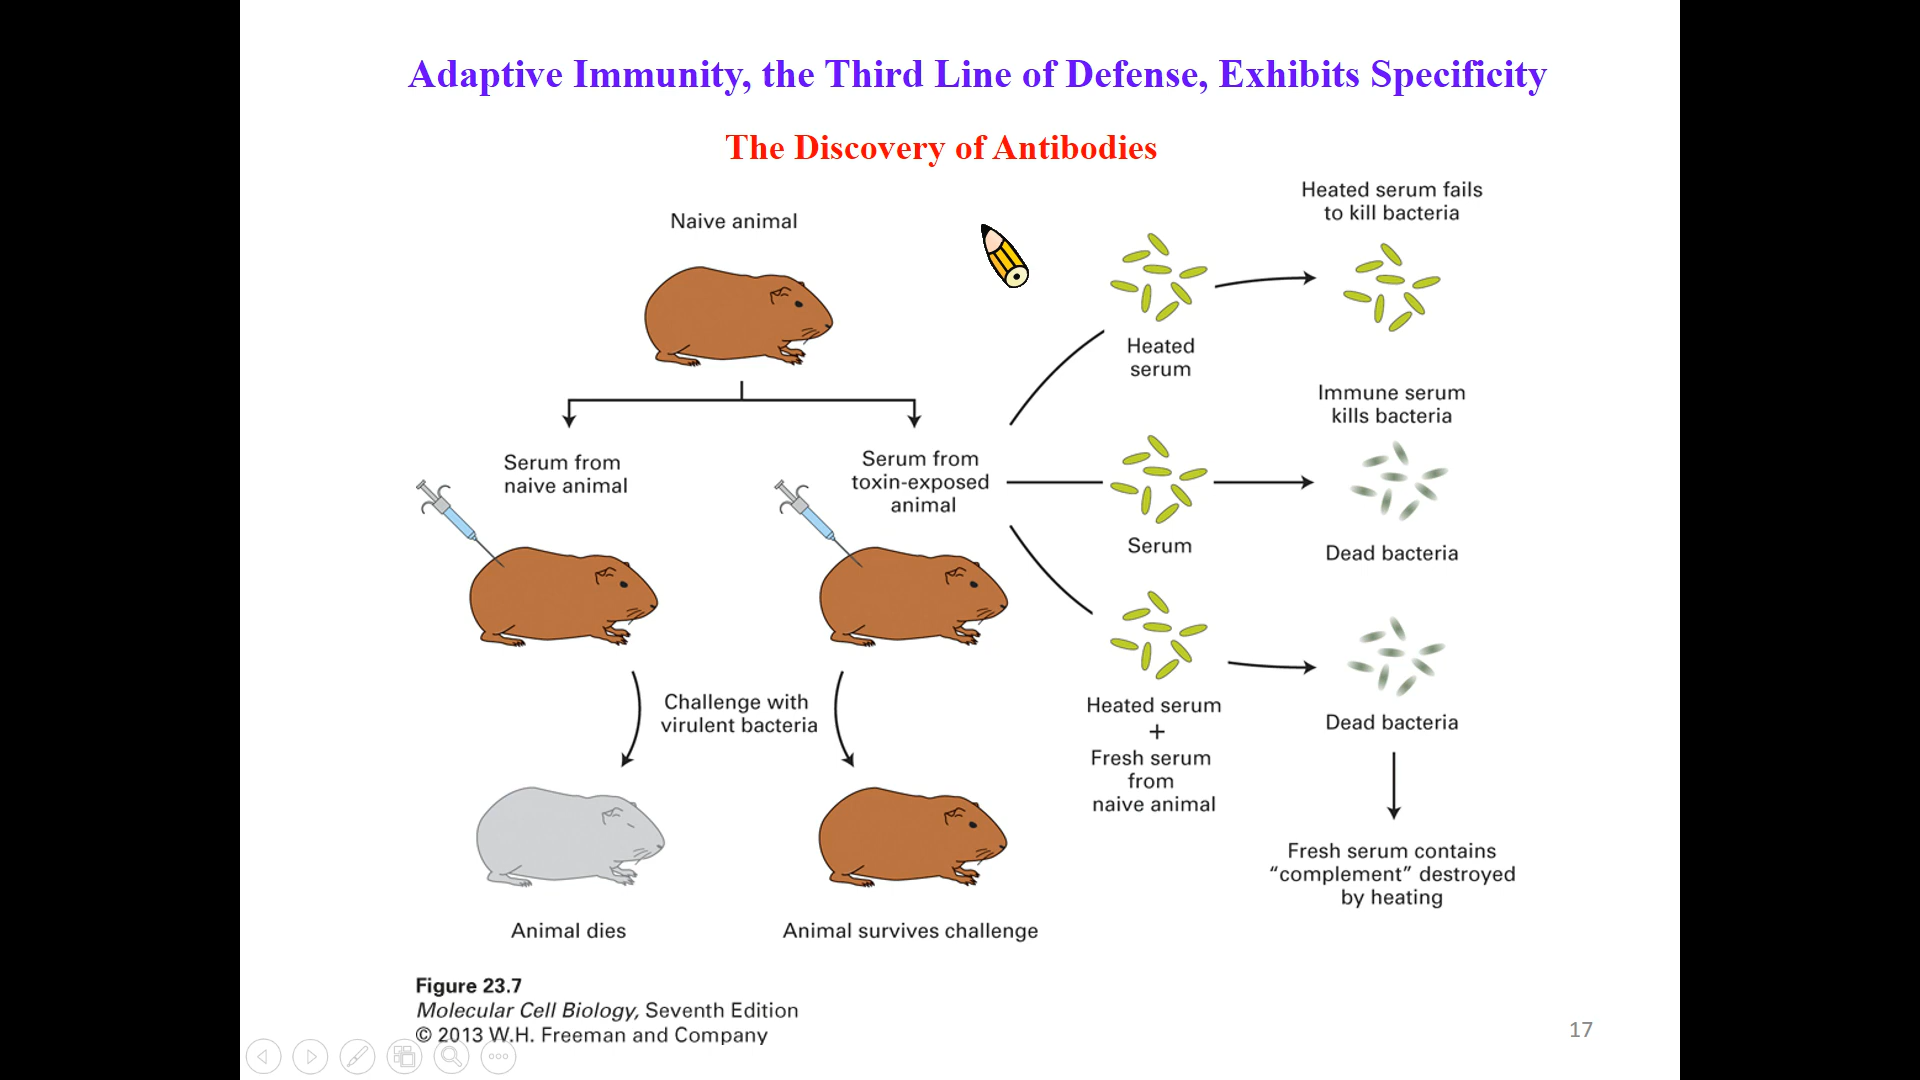 Adaptive Immunity, the Third Line of Defense, Exhibits Specificity
The Discovery of Antibodies
Naive animal
Serum from
naive animal
Serum from
toxin-exposed
animal
Challenge with
virulent bacteria
Animal dies
Animal survives challenge
Heated
serum
Heated serum fails
to kill bacteria
Serum
Immune serum
kills bacteria
Dead bacteria
Heated serum
+
Fresh serum
from
naive animal
Dead bacteria
Fresh serum contains
“complement” destroyed
by heating
Figure 23.7
Molecular Cell Biology, Seventh Edition
© 2013 W.H. Freeman and Company
17